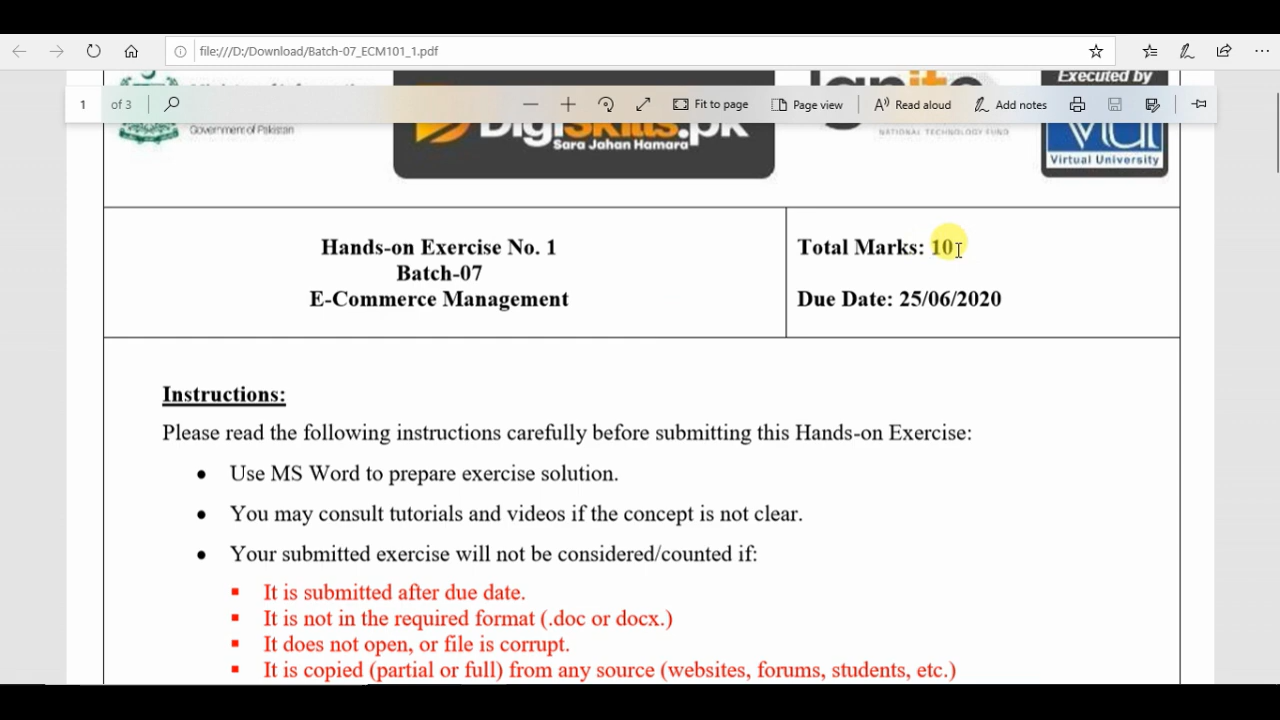 file:///D:/Download/Batch-07_ECM101_1.pdf
1 of 3
Fit to page
Page view
Read aloud
Add notes
Government of Pakistan
DigiSkills.pk
Sara Jahan Hamara
NATIONAL TECHNOLOGY FUND
Executed by
Virtual University
Hands-on Exercise No. 1
Batch-07
E-Commerce Management
Total Marks: 10
Due Date: 25/06/2020
Instructions:
Please read the following instructions carefully before submitting this Hands-on Exercise:
• Use MS Word to prepare exercise solution.
• You may consult tutorials and videos if the concept is not clear.
• Your submitted exercise will not be considered/counted if:
▪ It is submitted after due date.
▪ It is not in the required format (.doc or docx.)
▪ It does not open, or file is corrupt.
▪ It is copied (partial or full) from any source (websites, forums, students, etc.)